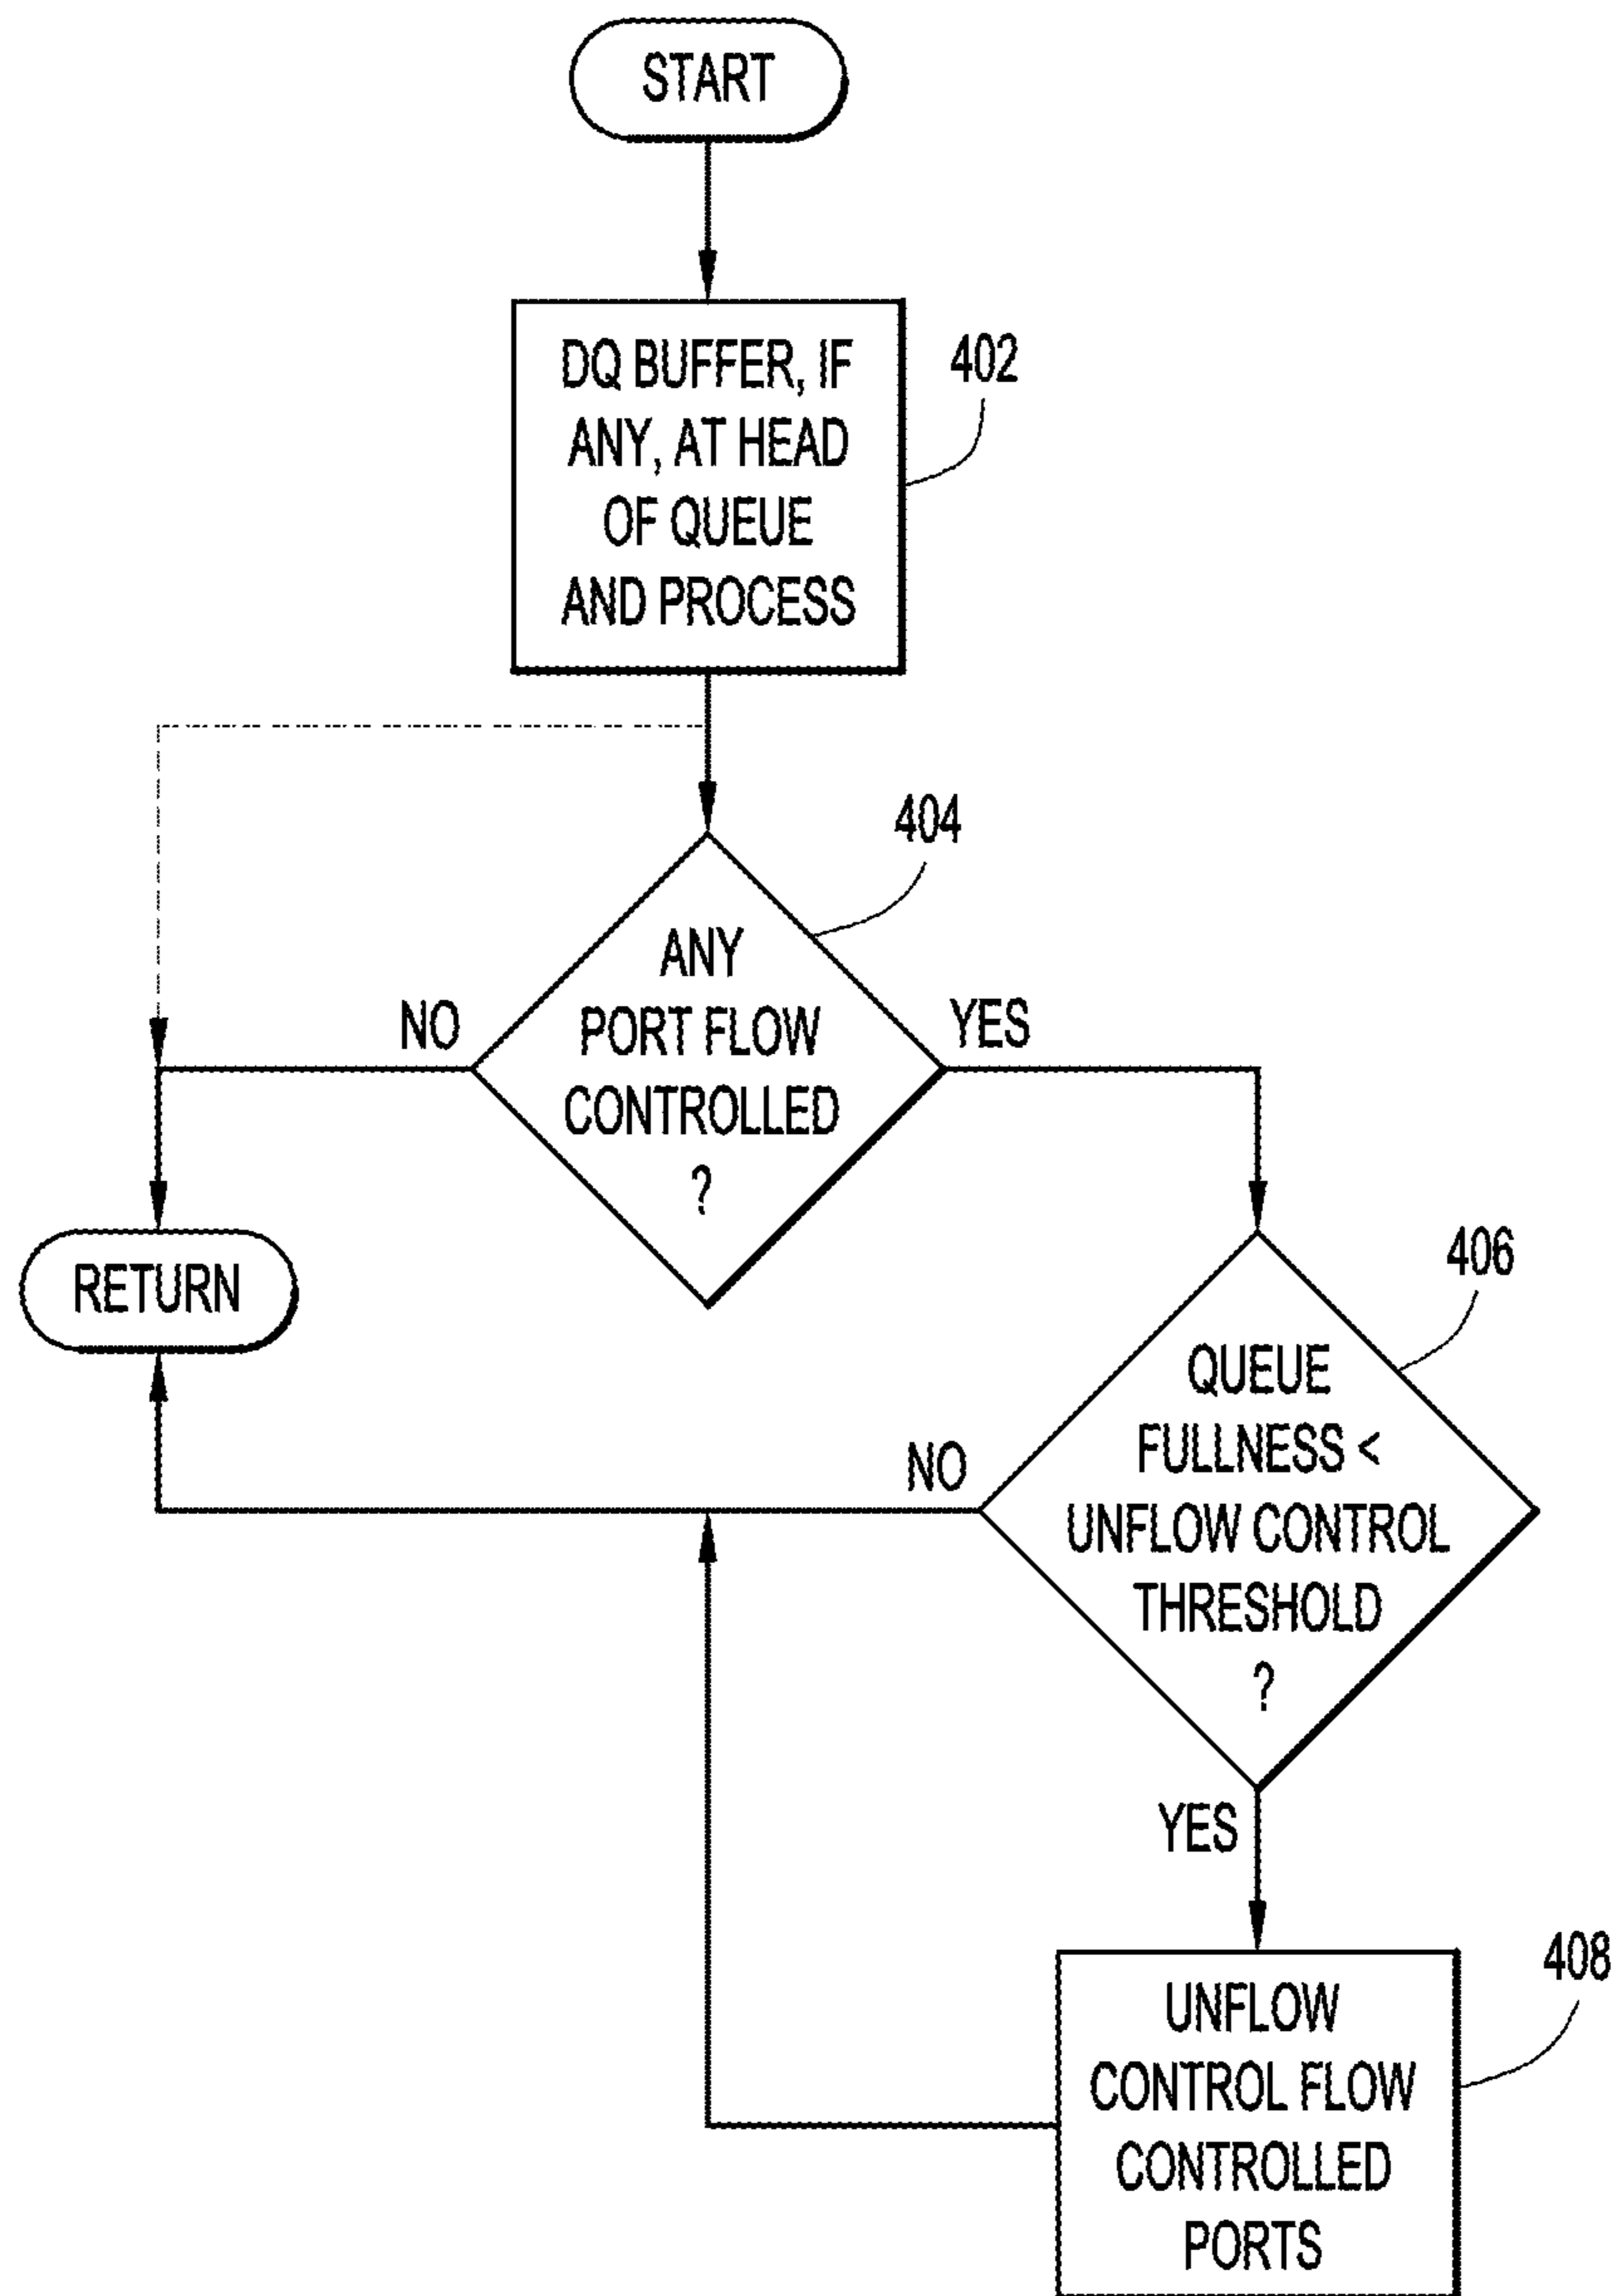 START
DQ BUFFER, IF
ANY, AT HEAD
OF QUEUE
AND PROCESS
402
404
ANY
PORT FLOW
CONTROLLED
?
NO
YES
RETURN
406
QUEUE
FULLNESS <
UNFLOW CONTROL
THRESHOLD
?
NO
YES
408
UNFLOW
CONTROL FLOW
CONTROLLED
PORTS